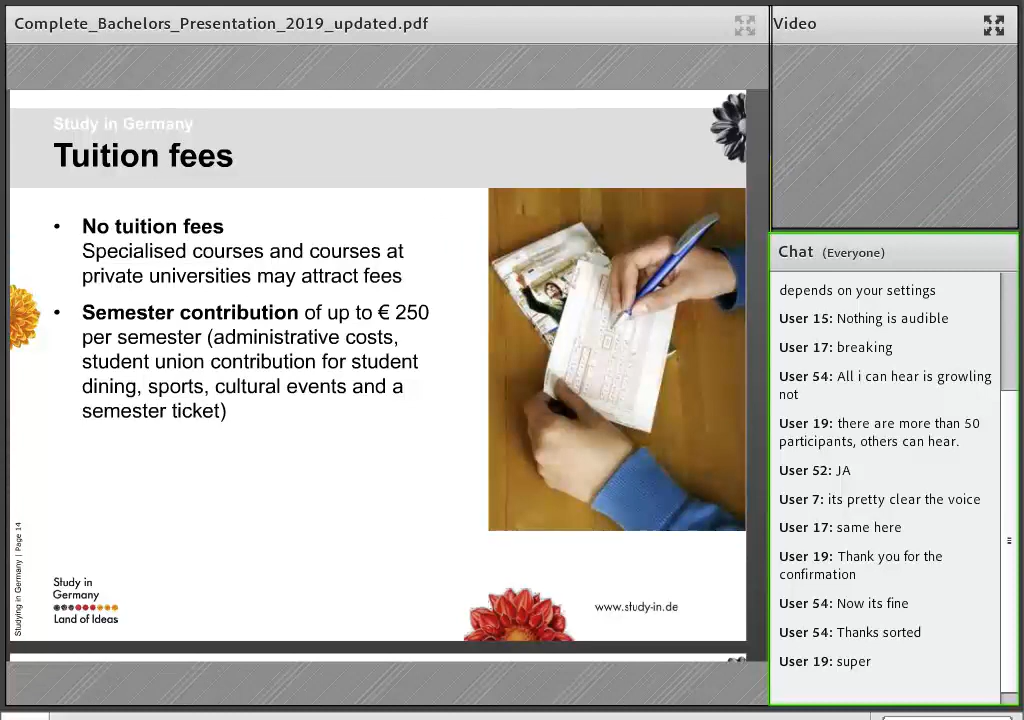 Complete_Bachelors_Presentation_2019_updated.pdf
Study in Germany
Tuition fees
• No tuition fees
Specialised courses and courses at
private universities may attract fees
• Semester contribution of up to € 250
per semester (administrative costs,
student union contribution for student
dining, sports, cultural events and a
semester ticket)
Studying in Germany | Page 14
Study in
Germany
Land of Ideas
www.study-in.de
Video
Chat (Everyone)
depends on your settings
User 15: Nothing is audible
User 17: breaking
User 54: All i can hear is growling
not
User 19: there are more than 50
participants, others can hear.
User 52: JA
User 7: its pretty clear the voice
User 17: same here
User 19: Thank you for the
confirmation
User 54: Now its fine
User 54: Thanks sorted
User 19: super